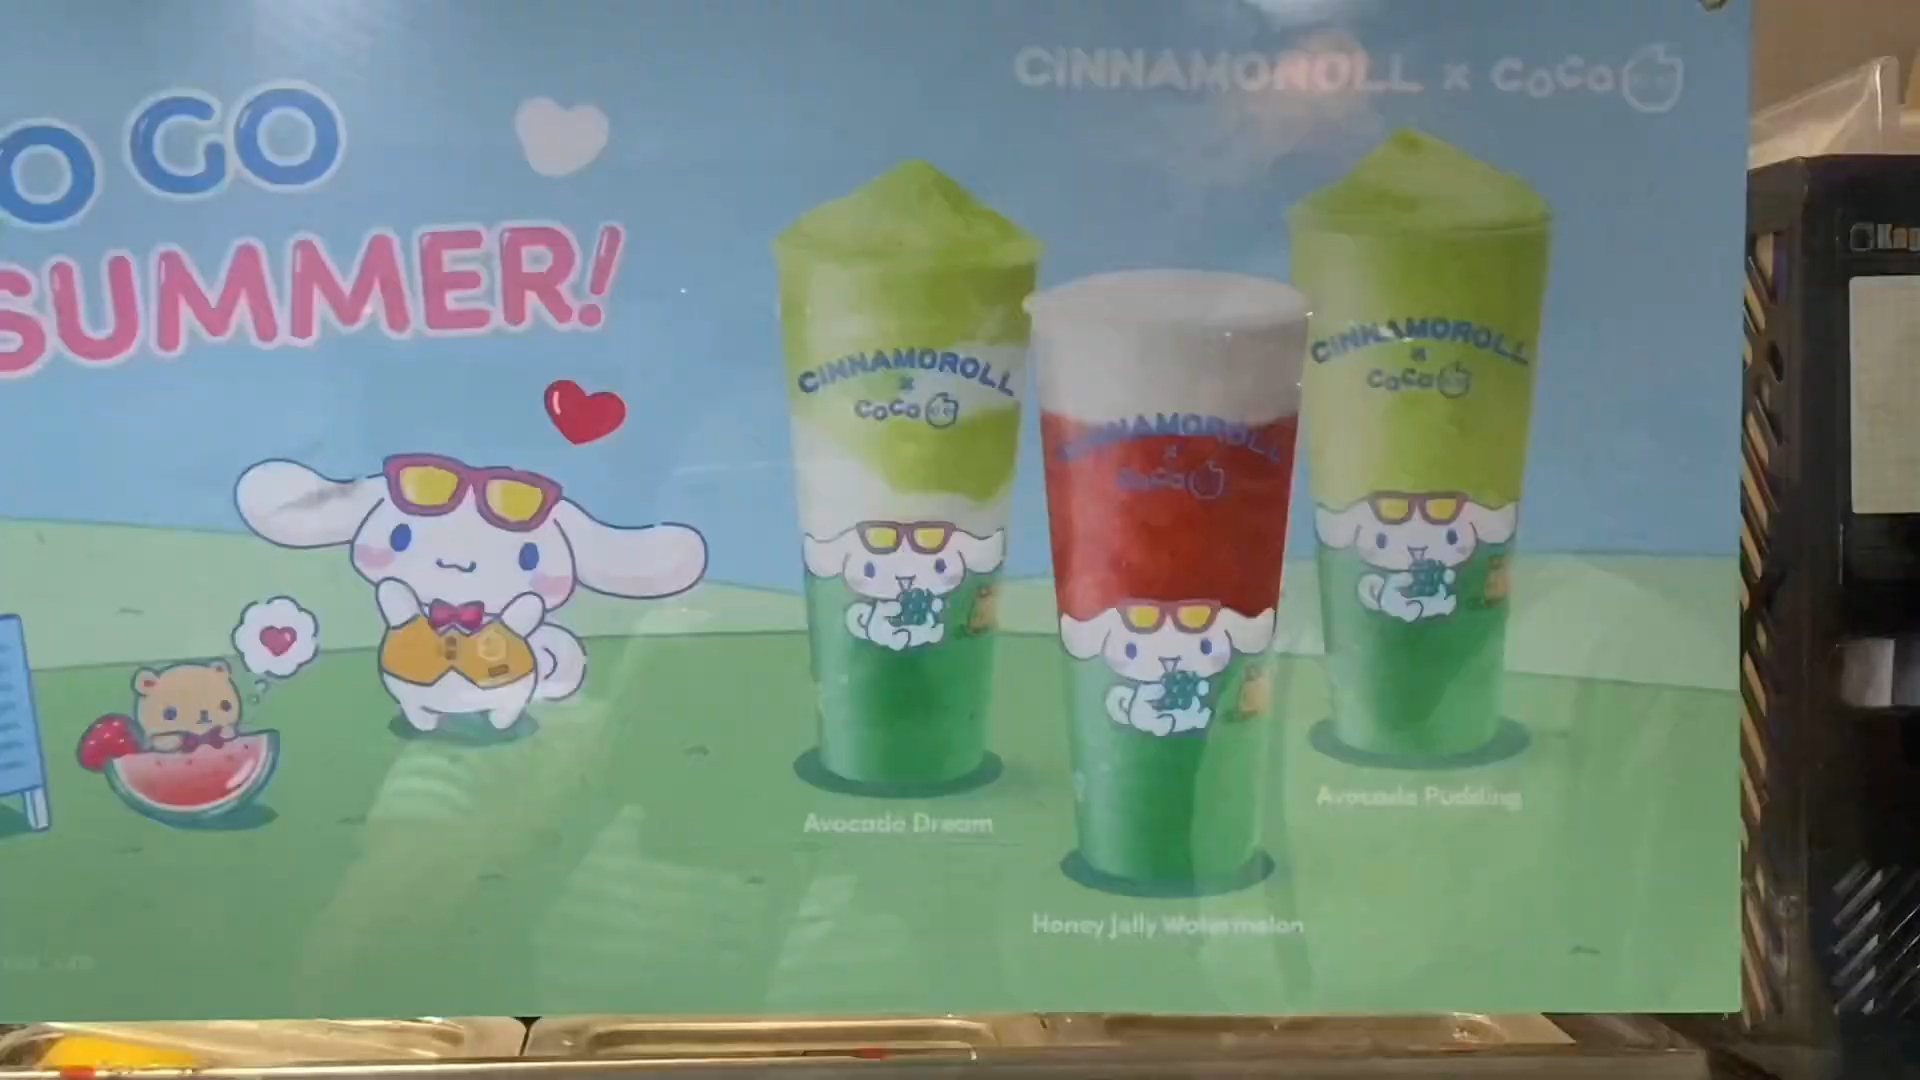 O GO
SUMMER!
CINNAMOROLL x CoCo
CINNAMOROLL
x
CoCo
CINNAMOROLL
x
CoCo
CINNAMOROLL
x
CoCo
Avocado Dream
Honey Jelly Watermelon
Avocado Pudding